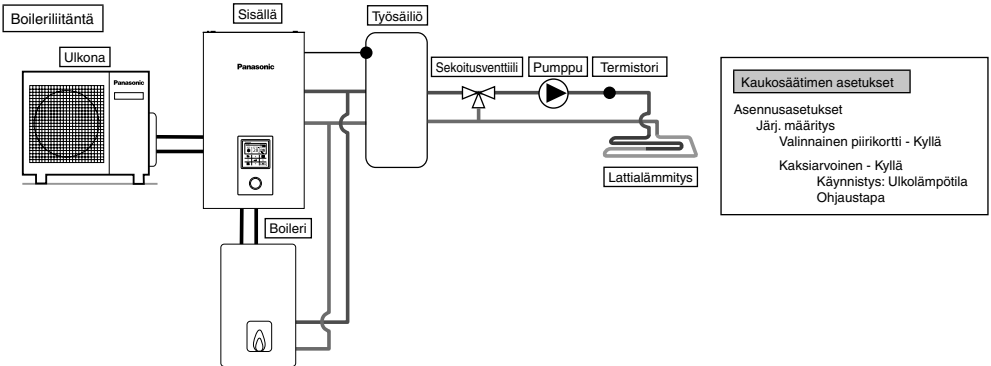 Boileriliitäntä
Sisällä
Työsäiliö
Ulkona
Panasonic
Panasonic
Sekoitusventtiili
Pumppu
Termistori
Lattialämmitys
Boileri
Kaukosäätimen asetukset
Asennusasetukset
Järj. määritys
Valinnainen piirikortti - Kyllä
Kaksiarvoinen - Kyllä
Käynnistys: Ulkolämpötila
Ohjaustapa